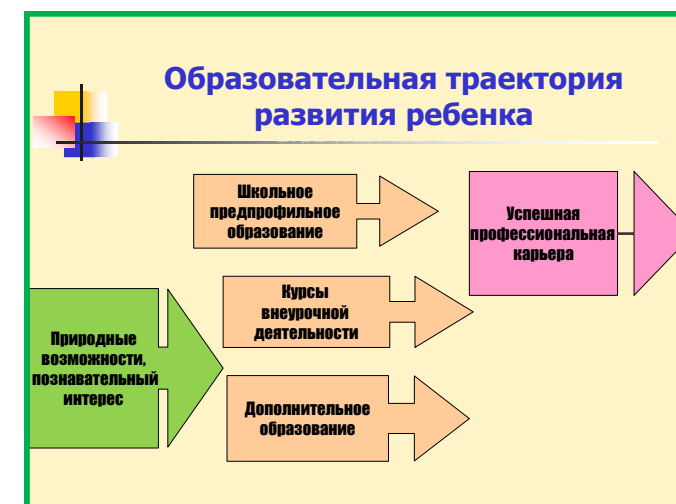 Образовательная траектория
развития ребенка
Школьное
предпрофильное
образование
Успешная
профессиональная
карьера
Курсы
внеурочной
деятельности
Природные
возможности,
познавательный
интерес
Дополнительное
образование